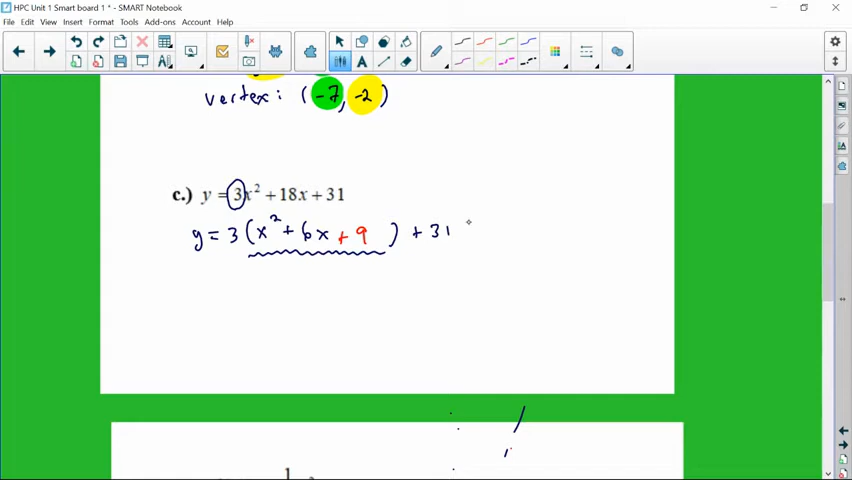 HPC Unit 1 Smart board 1 * - SMART Notebook
File Edit View Insert Format Tools Add-ons Account Help
vertex: (-7, -2)
c.) y = 3x² + 18x + 31
y = 3(x² + 6x + 9 ) + 31